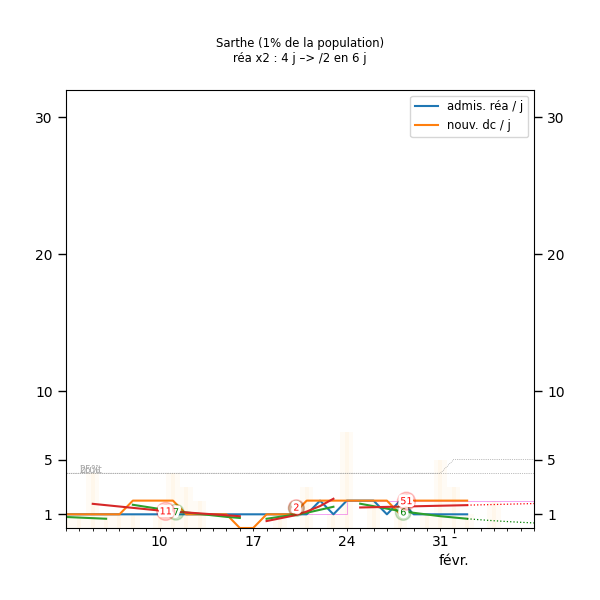 Sarthe (1% de la population)
réa x2 : 4 j –> /2 en 6 j
admis. réa / j
nouv. dc / j
30 30
20 20
10 10
5 5
1 1
25%
11 7 2 51 6
10 17 24 31 -
févr.